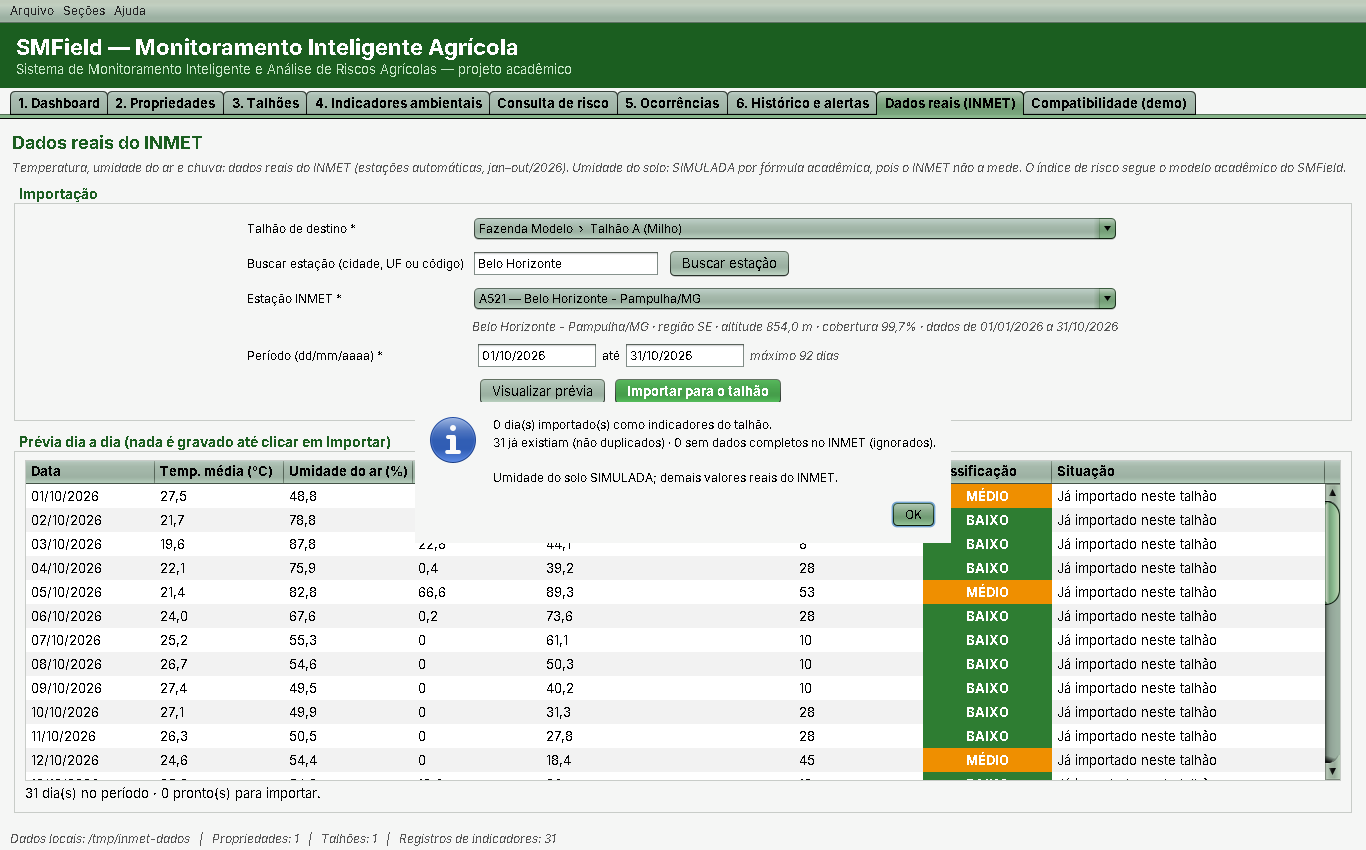 Arquivo Seções Ajuda
SMField — Monitoramento Inteligente Agrícola
Sistema de Monitoramento Inteligente e Análise de Riscos Agrícolas — projeto acadêmico
1. Dashboard 2. Propriedades 3. Talhões 4. Indicadores ambientais Consulta de risco 5. Ocorrências 6. Histórico e alertas Dados reais (INMET) Compatibilidade (demo)
Dados reais do INMET
Temperatura, umidade do ar e chuva: dados reais do INMET (estações automáticas, jan–out/2026). Umidade do solo: SIMULADA por fórmula acadêmica, pois o INMET não a mede. O índice de risco segue o modelo acadêmico do SMField.
Importação
Talhão de destino * Fazenda Modelo › Talhão A (Milho)
Buscar estação (cidade, UF ou código) Belo Horizonte Buscar estação
Estação INMET * A521 — Belo Horizonte - Pampulha/MG
Belo Horizonte - Pampulha/MG · região SE · altitude 854,0 m · cobertura 99,7% · dados de 01/01/2026 a 31/10/2026
Período (dd/mm/aaaa) * 01/10/2026 até 31/10/2026 máximo 92 dias
Visualizar prévia Importar para o talhão
0 dia(s) importado(s) como indicadores do talhão.
31 já existiam (não duplicados) · 0 sem dados completos no INMET (ignorados).
Umidade do solo SIMULADA; demais valores reais do INMET.
OK
Prévia dia a dia (nada é gravado até clicar em Importar)
Data Temp. média (°C) Umidade do ar (%) ssificação Situação
01/10/2026 27,5 48,8 MÉDIO Já importado neste talhão
02/10/2026 21,7 78,8 BAIXO Já importado neste talhão
03/10/2026 19,6 87,8 22,8 44,1 8 BAIXO Já importado neste talhão
04/10/2026 22,1 75,9 0,4 39,2 28 BAIXO Já importado neste talhão
05/10/2026 21,4 82,8 66,6 89,3 53 MÉDIO Já importado neste talhão
06/10/2026 24,0 67,6 0,2 73,6 28 BAIXO Já importado neste talhão
07/10/2026 25,2 55,3 0 61,1 10 BAIXO Já importado neste talhão
08/10/2026 26,7 54,6 0 50,3 10 BAIXO Já importado neste talhão
09/10/2026 27,4 49,5 0 40,2 10 BAIXO Já importado neste talhão
10/10/2026 27,1 49,9 0 31,3 28 BAIXO Já importado neste talhão
11/10/2026 26,3 50,5 0 27,8 28 BAIXO Já importado neste talhão
12/10/2026 24,6 54,4 0 18,4 45 MÉDIO Já importado neste talhão
31 dia(s) no período · 0 pronto(s) para importar.
Dados locais: /tmp/inmet-dados | Propriedades: 1 | Talhões: 1 | Registros de indicadores: 31